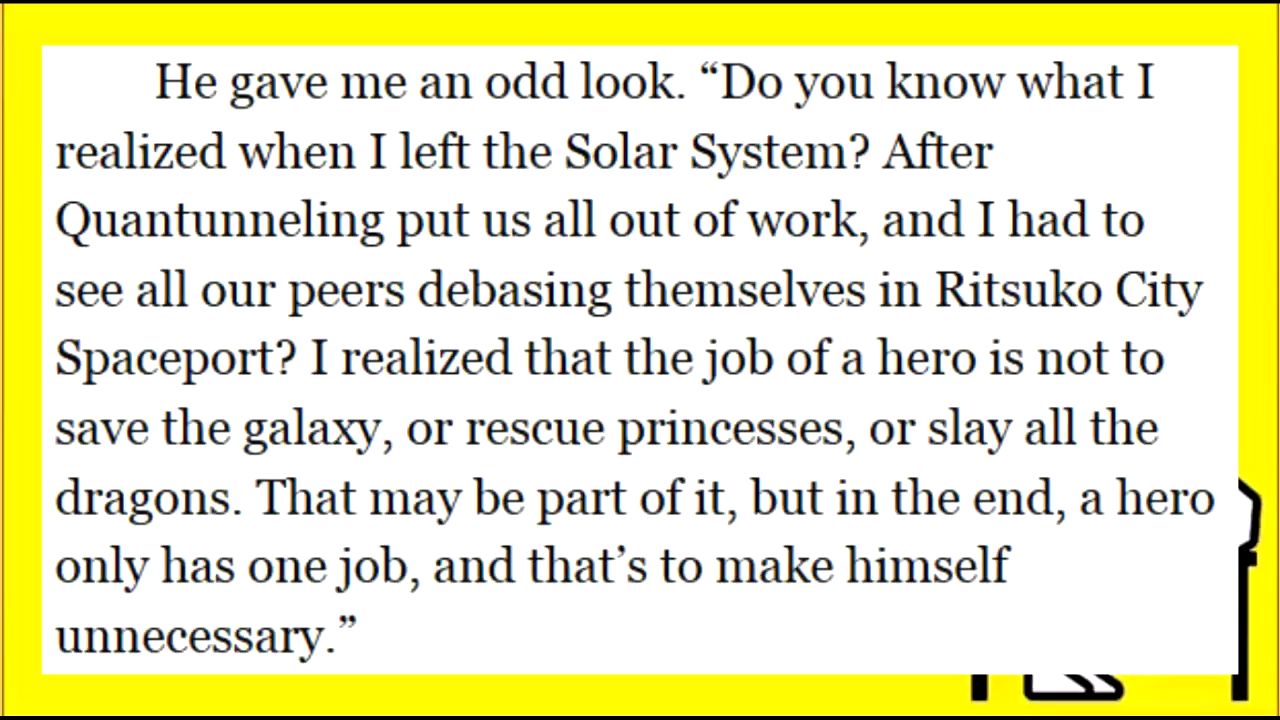 He gave me an odd look. “Do you know what I
realized when I left the Solar System? After
Quantunneling put us all out of work, and I had to
see all our peers debasing themselves in Ritsuko City
Spaceport? I realized that the job of a hero is not to
save the galaxy, or rescue princesses, or slay all the
dragons. That may be part of it, but in the end, a hero
only has one job, and that’s to make himself
unnecessary.”